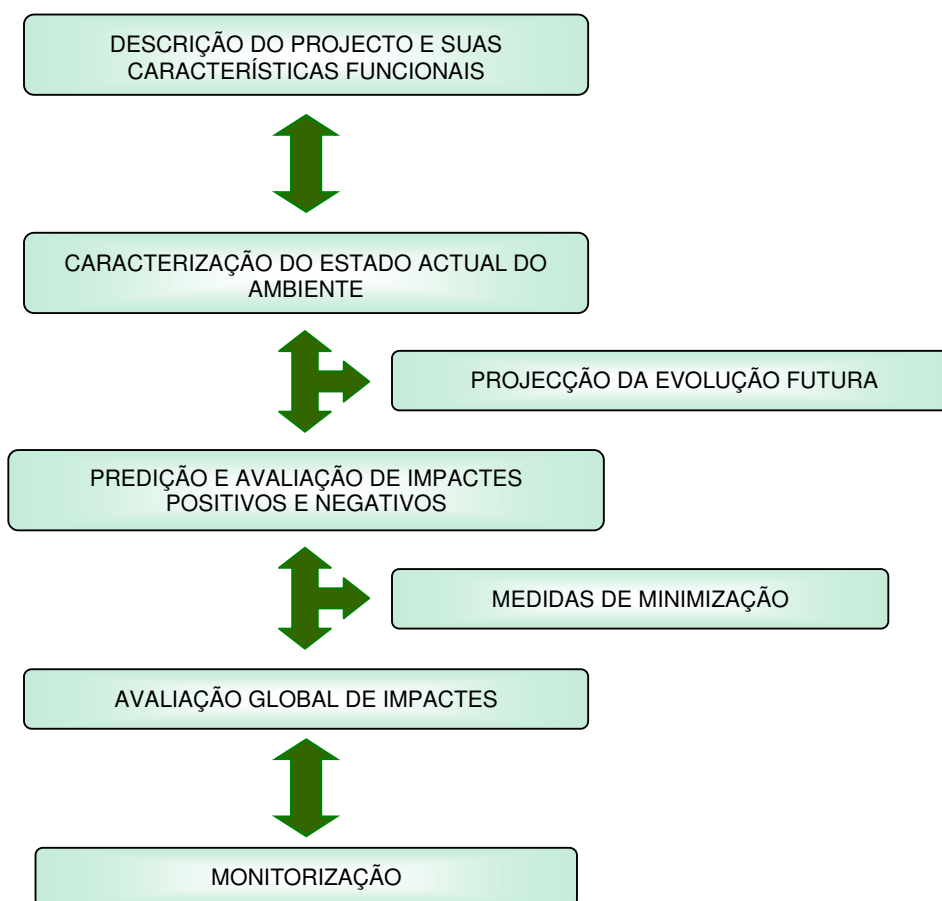 DESCRIÇÃO DO PROJECTO E SUAS
CARACTERÍSTICAS FUNCIONAIS
CARACTERIZAÇÃO DO ESTADO ACTUAL DO
AMBIENTE
PROJECÇÃO DA EVOLUÇÃO FUTURA
PREDIÇÃO E AVALIAÇÃO DE IMPACTES
POSITIVOS E NEGATIVOS
MEDIDAS DE MINIMIZAÇÃO
AVALIAÇÃO GLOBAL DE IMPACTES
MONITORIZAÇÃO